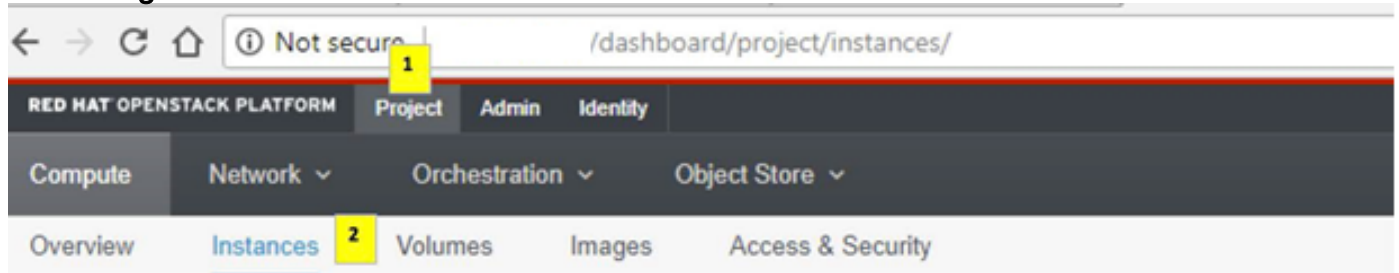 Not secure /dashboard/project/instances/
1
RED HAT OPENSTACK PLATFORM Project Admin Identity
Compute Network Orchestration Object Store
Overview Instances 2 Volumes Images Access & Security